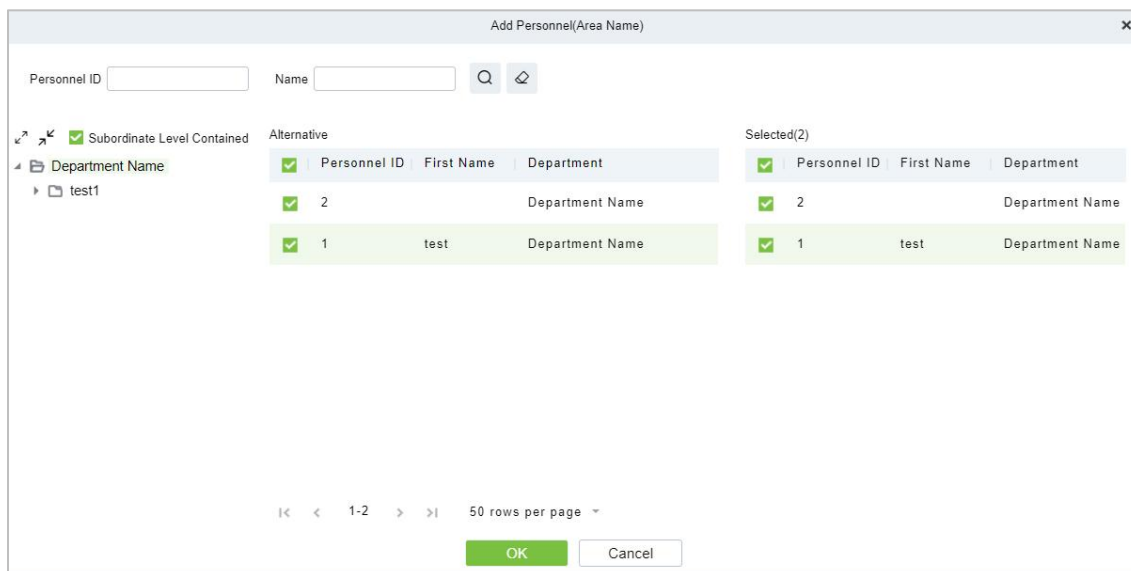 Add Personnel(Area Name)
Personnel ID
Name
Subordinate Level Contained
Department Name
test1
Alternative
Personnel ID First Name Department
2 Department Name
1 test Department Name
Selected(2)
Personnel ID First Name Department
2 Department Name
1 test Department Name
1-2 50 rows per page
OK Cancel